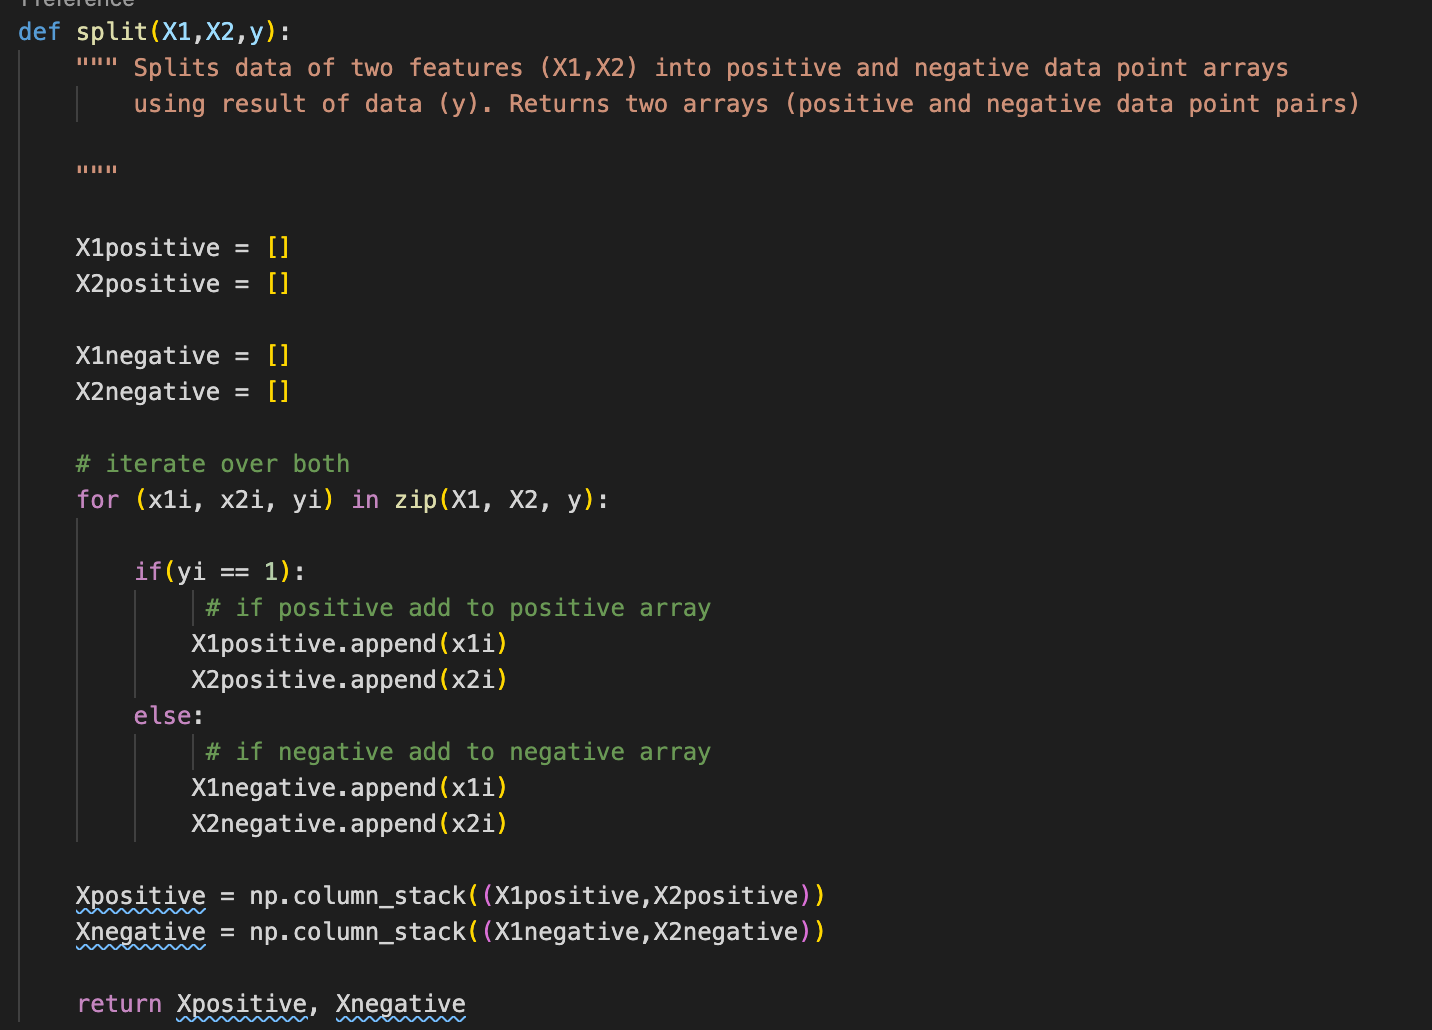 Preference
def split(X1,X2,y):
""" Splits data of two features (X1,X2) into positive and negative data point arrays
using result of data (y). Returns two arrays (positive and negative data point pairs)
"""
X1positive = []
X2positive = []
X1negative = []
X2negative = []
# iterate over both
for (x1i, x2i, yi) in zip(X1, X2, y):
if(yi == 1):
# if positive add to positive array
X1positive.append(x1i)
X2positive.append(x2i)
else:
# if negative add to negative array
X1negative.append(x1i)
X2negative.append(x2i)
Xpositive = np.column_stack((X1positive,X2positive))
Xnegative = np.column_stack((X1negative,X2negative))
return Xpositive, Xnegative